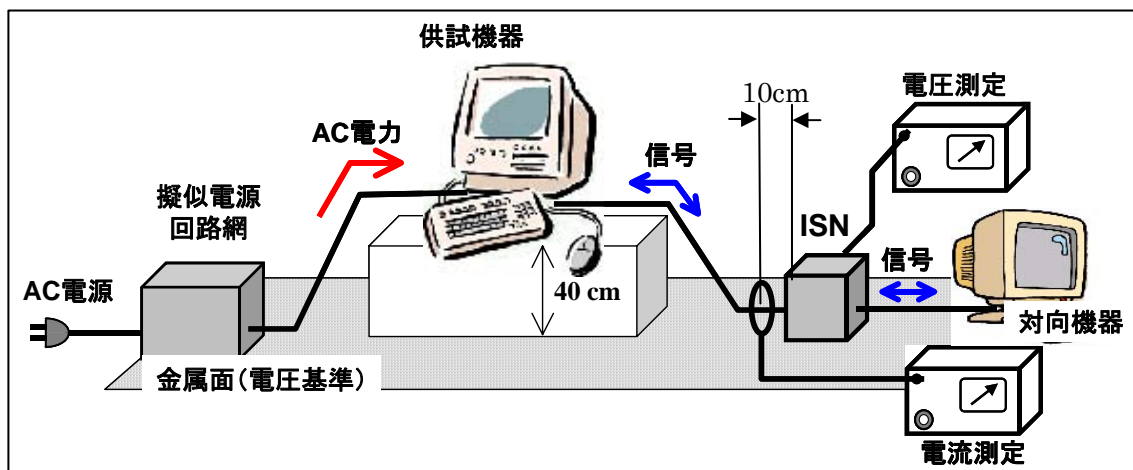 供試機器
電圧測定
10cm
AC電力
信号
擬似電源
回路網
ISN
信号
AC電源
40 cm
対向機器
金属面(電圧基準)
電流測定